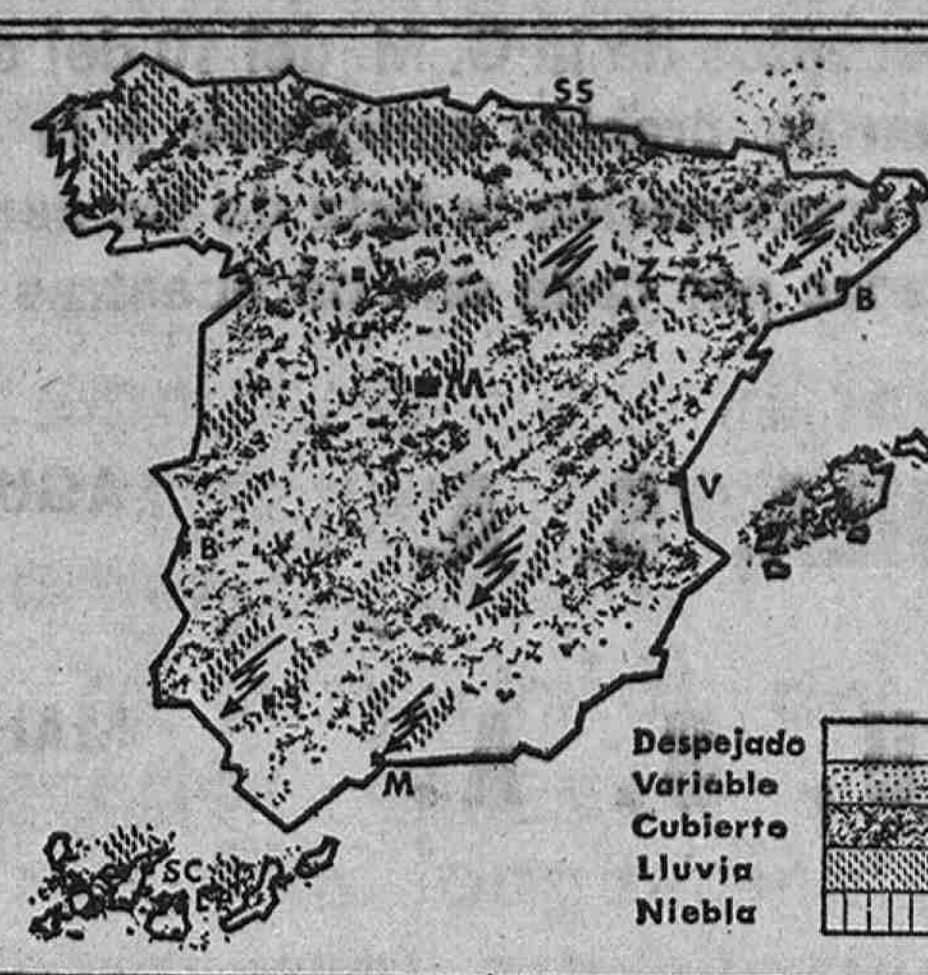 SS
Z
B
M
V
B
M
SC
Despejado
Variable
Cubierto
Lluvia
Niebla